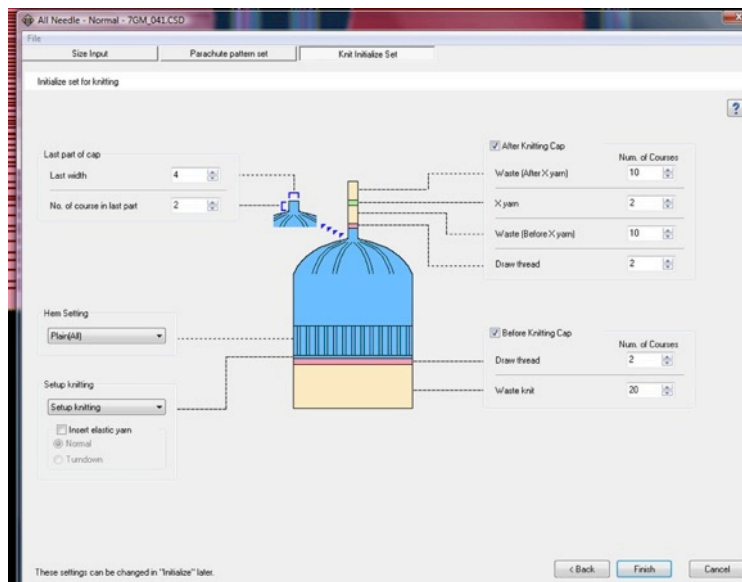 All Needle - Normal - 7GM_041.CSD
File
Size Input
Parachute pattern set
Knit Initialize Set
Initialize set for knitting
?
Last part of cap
Last width
4
No. of course in last part
2
After Knitting Cap
Num. of Courses
Waste (After X yarn)
10
X yarn
2
Waste (Before X yarn)
10
Draw thread
2
Hem Setting
Plain(All)
Before Knitting Cap
Num. of Courses
Draw thread
2
Waste knit
20
Setup knitting
Setup knitting
Insert elastic yarn
Normal
Turndown
These settings can be changed in "Initialize" later.
< Back
Finish
Cancel